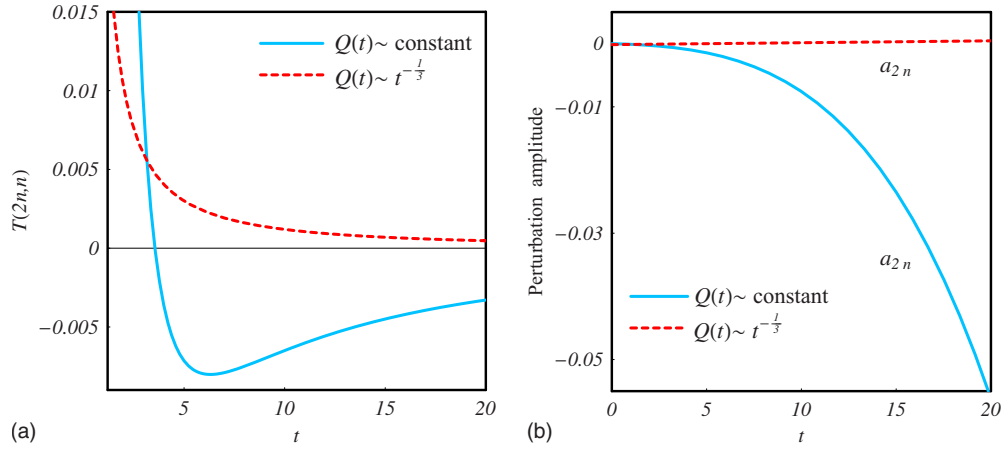 0.015
0.01
0.005
0
−0.005
T(2n,n)
Q(t)~ constant
Q(t)~ t^{-\frac{1}{3}}
5
10
15
20
t
(a)
0
−0.01
−0.03
−0.05
Perturbation amplitude
a_{2n}
a_{2n}
Q(t)~ constant
Q(t)~ t^{-\frac{1}{3}}
0
5
10
15
20
t
(b)